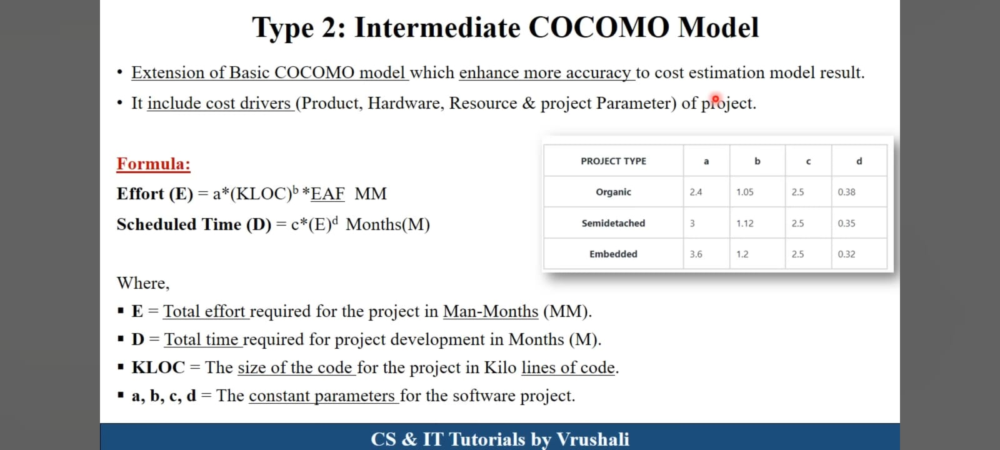 Type 2: Intermediate COCOMO Model
• Extension of Basic COCOMO model which enhance more accuracy to cost estimation model result.
• It include cost drivers (Product, Hardware, Resource & project Parameter) of project.
Formula:
Effort (E) = a*(KLOC)ᵇ *EAF MM
Scheduled Time (D) = c*(E)ᵈ Months(M)
PROJECT TYPE a b c d
Organic 2.4 1.05 2.5 0.38
Semidetached 3 1.12 2.5 0.35
Embedded 3.6 1.2 2.5 0.32
Where,
▪ E = Total effort required for the project in Man-Months (MM).
▪ D = Total time required for project development in Months (M).
▪ KLOC = The size of the code for the project in Kilo lines of code.
▪ a, b, c, d = The constant parameters for the software project.
CS & IT Tutorials by Vrushali